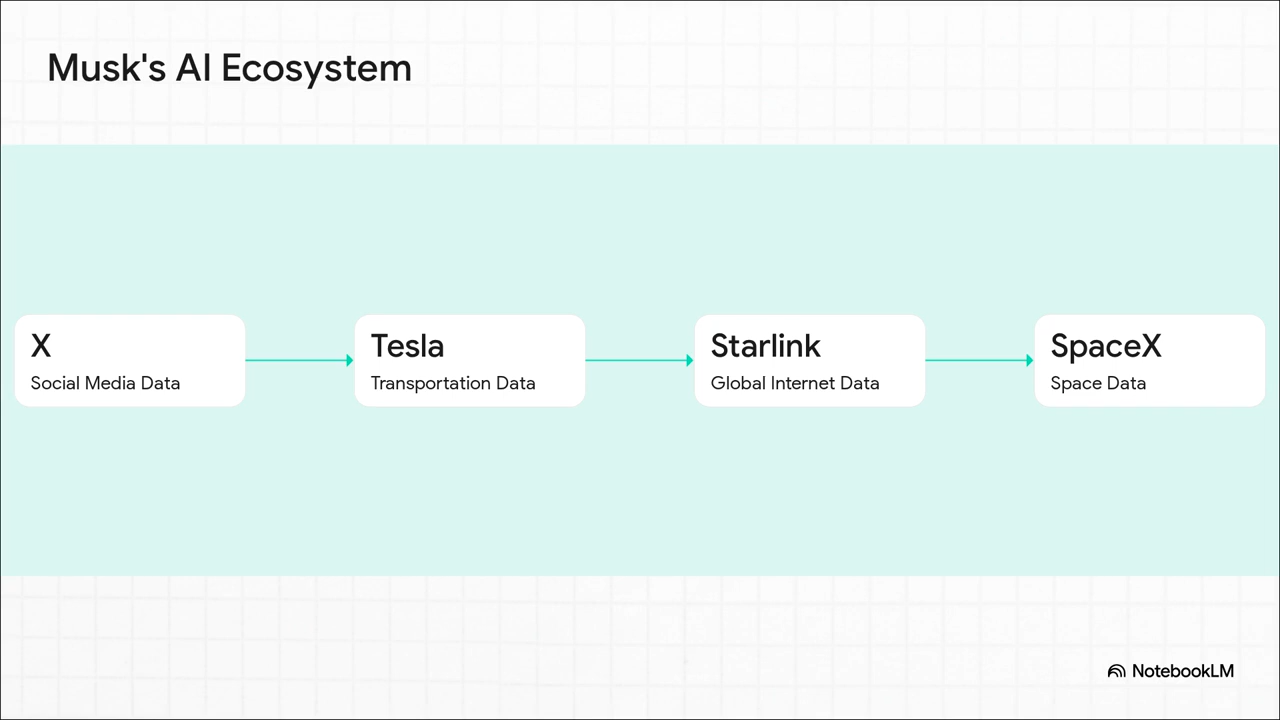 Musk's AI Ecosystem
X
Social Media Data
Tesla
Transportation Data
Starlink
Global Internet Data
SpaceX
Space Data
NotebookLM